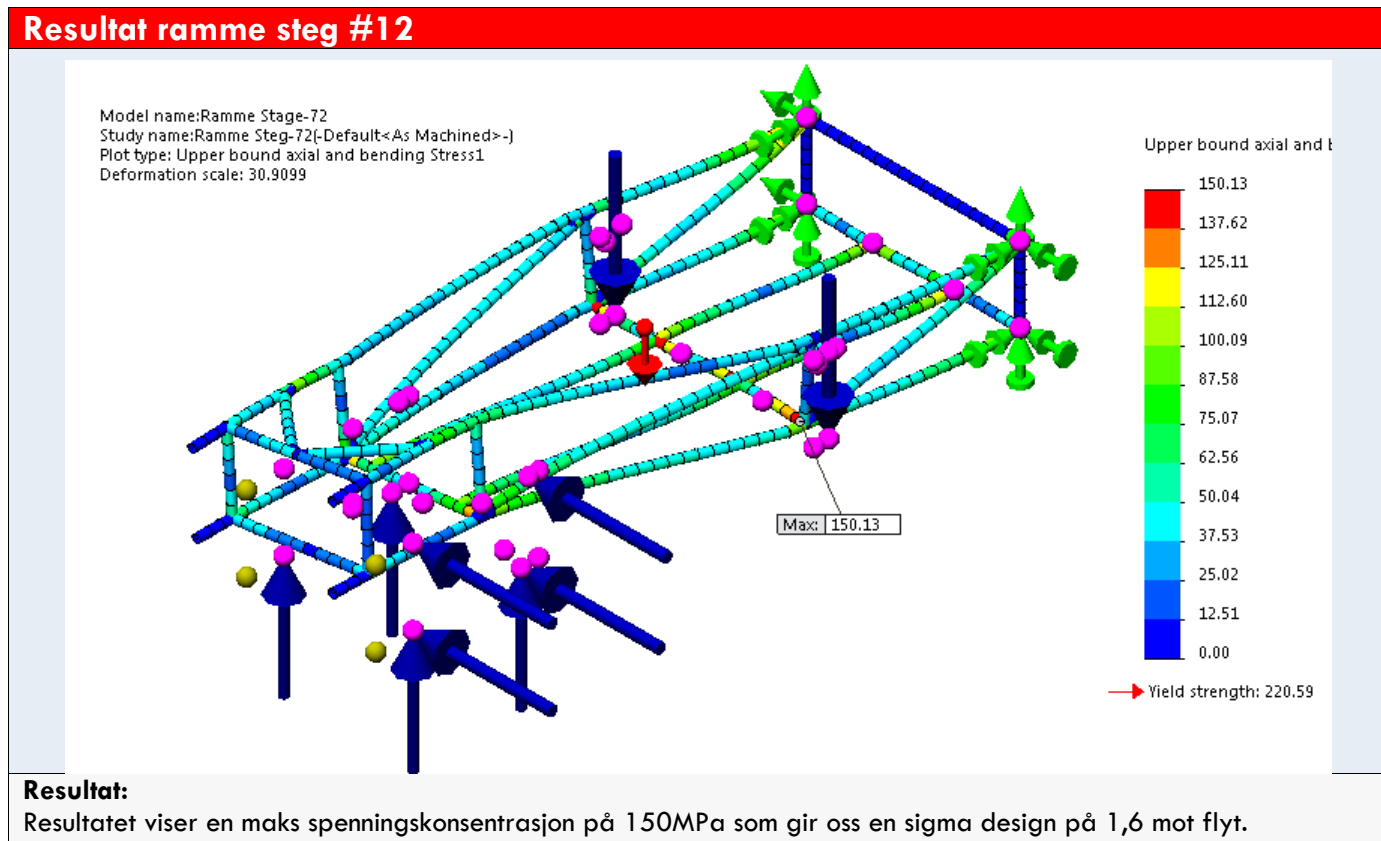 Resultat ramme steg #12
Model name:Ramme Stage-72
Study name:Ramme Steg-72(-Default<As Machined>-)
Plot type: Upper bound axial and bending Stress1
Deformation scale: 30.9099
Upper bound axial and b
150.13
137.62
125.11
112.60
100.09
87.58
75.07
62.56
50.04
37.53
25.02
12.51
0.00
Yield strength: 220.59
Max: 150.13
Resultat:
Resultatet viser en maks spenningskonsentrasjon på 150MPa som gir oss en sigma design på 1,6 mot flyt.